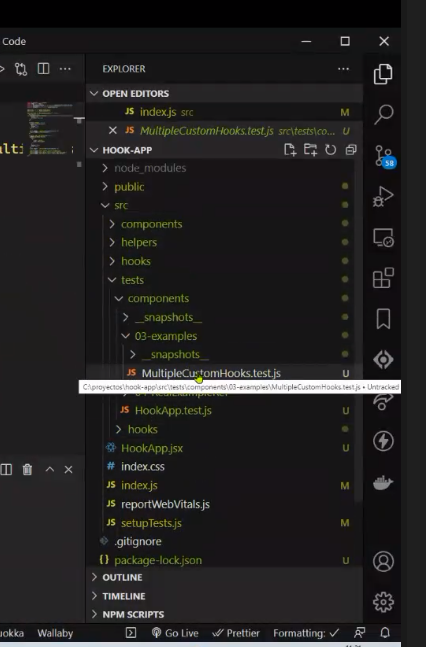 Code
EXPLORER
OPEN EDITORS
JS index.js src M
MultipleCustomHooks.test.js src\tests\co... U
HOOK-APP
node_modules
public
src
components
helpers
hooks
tests
components
__snapshots__
03-examples
__snapshots__
JS MultipleCustomHooks.test.js U
C:\proyectos\hook-app\src\tests\components\03-examples\MultipleCustomHooks.test.js • Untracked
JS HookApp.test.js U
hooks
HookApp.jsx U
# index.css
JS index.js M
JS reportWebVitals.js
JS setupTests.js M
.gitignore
{} package-lock.json U
OUTLINE
TIMELINE
NPM SCRIPTS
58
Wallaby
Go Live
Prettier
Formatting: ✓